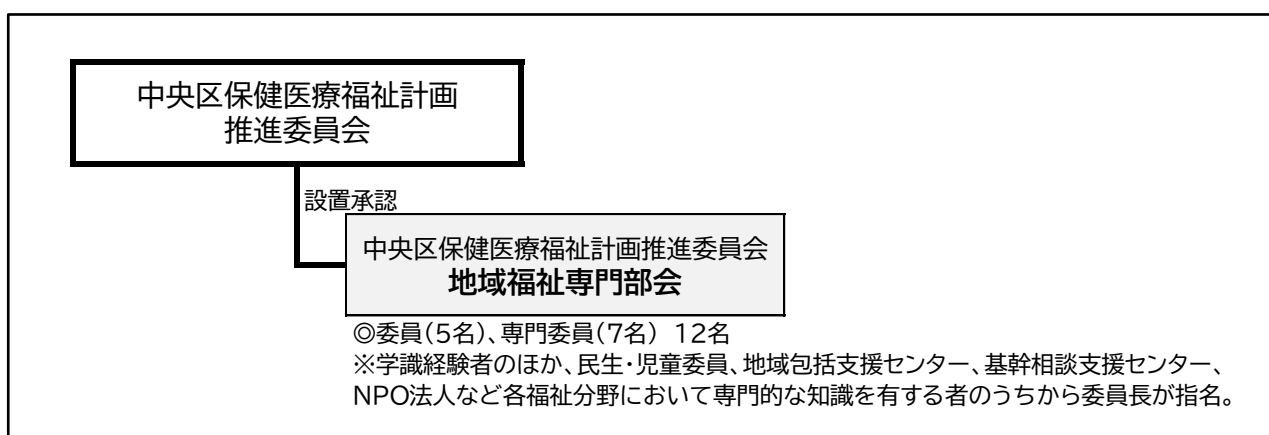 中央区保健医療福祉計画
推進委員会
設置承認
中央区保健医療福祉計画推進委員会
地域福祉専門部会
◎委員(5名)、専門委員(7名) 12名
※学識経験者のほか、民生・児童委員、地域包括支援センター、基幹相談支援センター、
NPO法人など各福祉分野において専門的な知識を有する者のうちから委員長が指名。